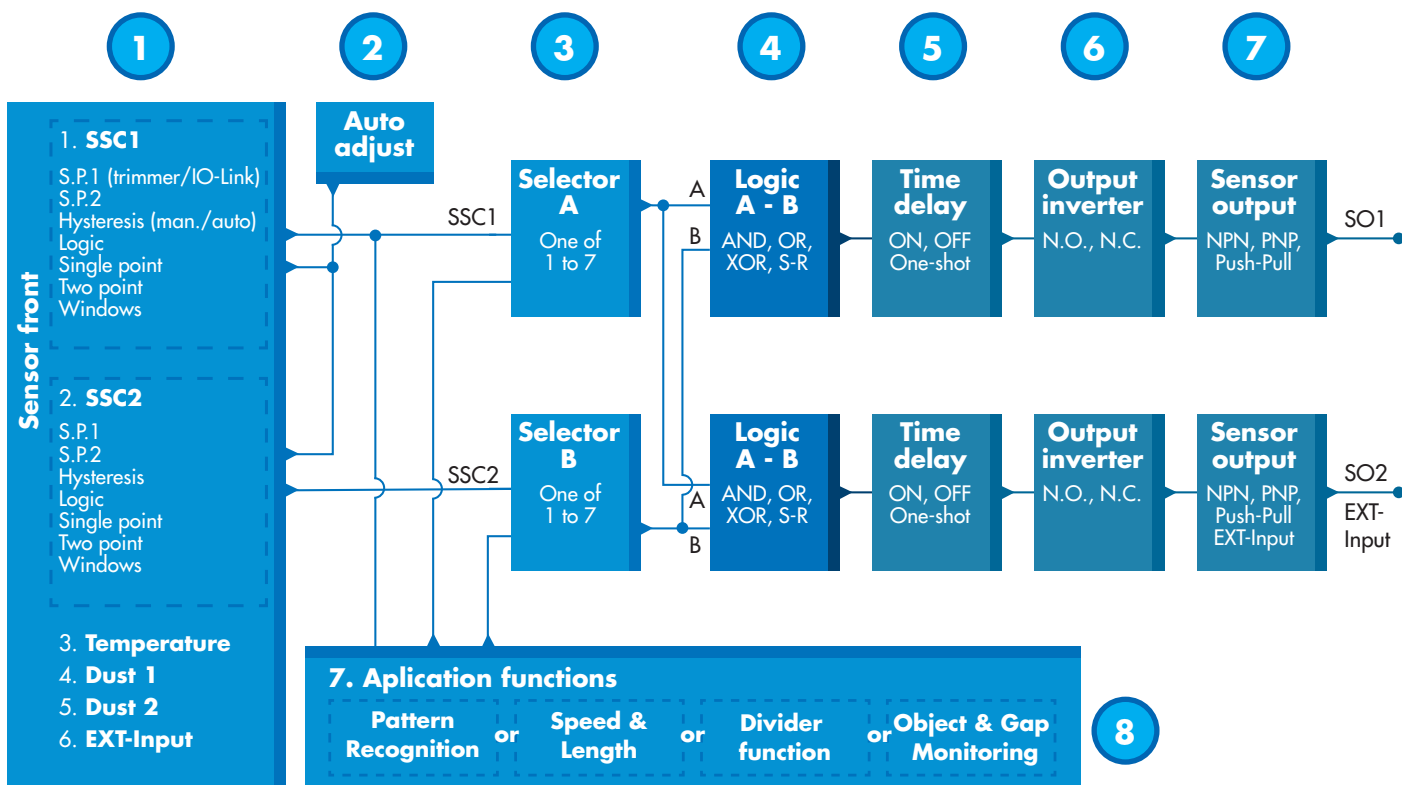 1
2
3
4
5
6
7
Sensor front
1. SSC1
S.P.1 (trimmer/IO-Link)
S.P.2
Hysteresis (man./auto)
Logic
Single point
Two point
Windows
2. SSC2
S.P.1
S.P.2
Hysteresis
Logic
Single point
Two point
Windows
3. Temperature
4. Dust 1
5. Dust 2
6. EXT-Input
Auto
adjust
SSC1
Selector
A
One of
1 to 7
A
B
Logic
A - B
AND, OR,
XOR, S-R
Time
delay
ON, OFF
One-shot
Output
inverter
N.O., N.C.
Sensor
output
NPN, PNP,
Push-Pull
SO1
SSC2
Selector
B
One of
1 to 7
A
B
Logic
A - B
AND, OR,
XOR, S-R
Time
delay
ON, OFF
One-shot
Output
inverter
N.O., N.C.
Sensor
output
NPN, PNP,
Push-Pull
EXT-Input
SO2
EXT-
Input
7. Aplication functions
Pattern
Recognition
or
Speed &
Length
or
Divider
function
or
Object & Gap
Monitoring
8